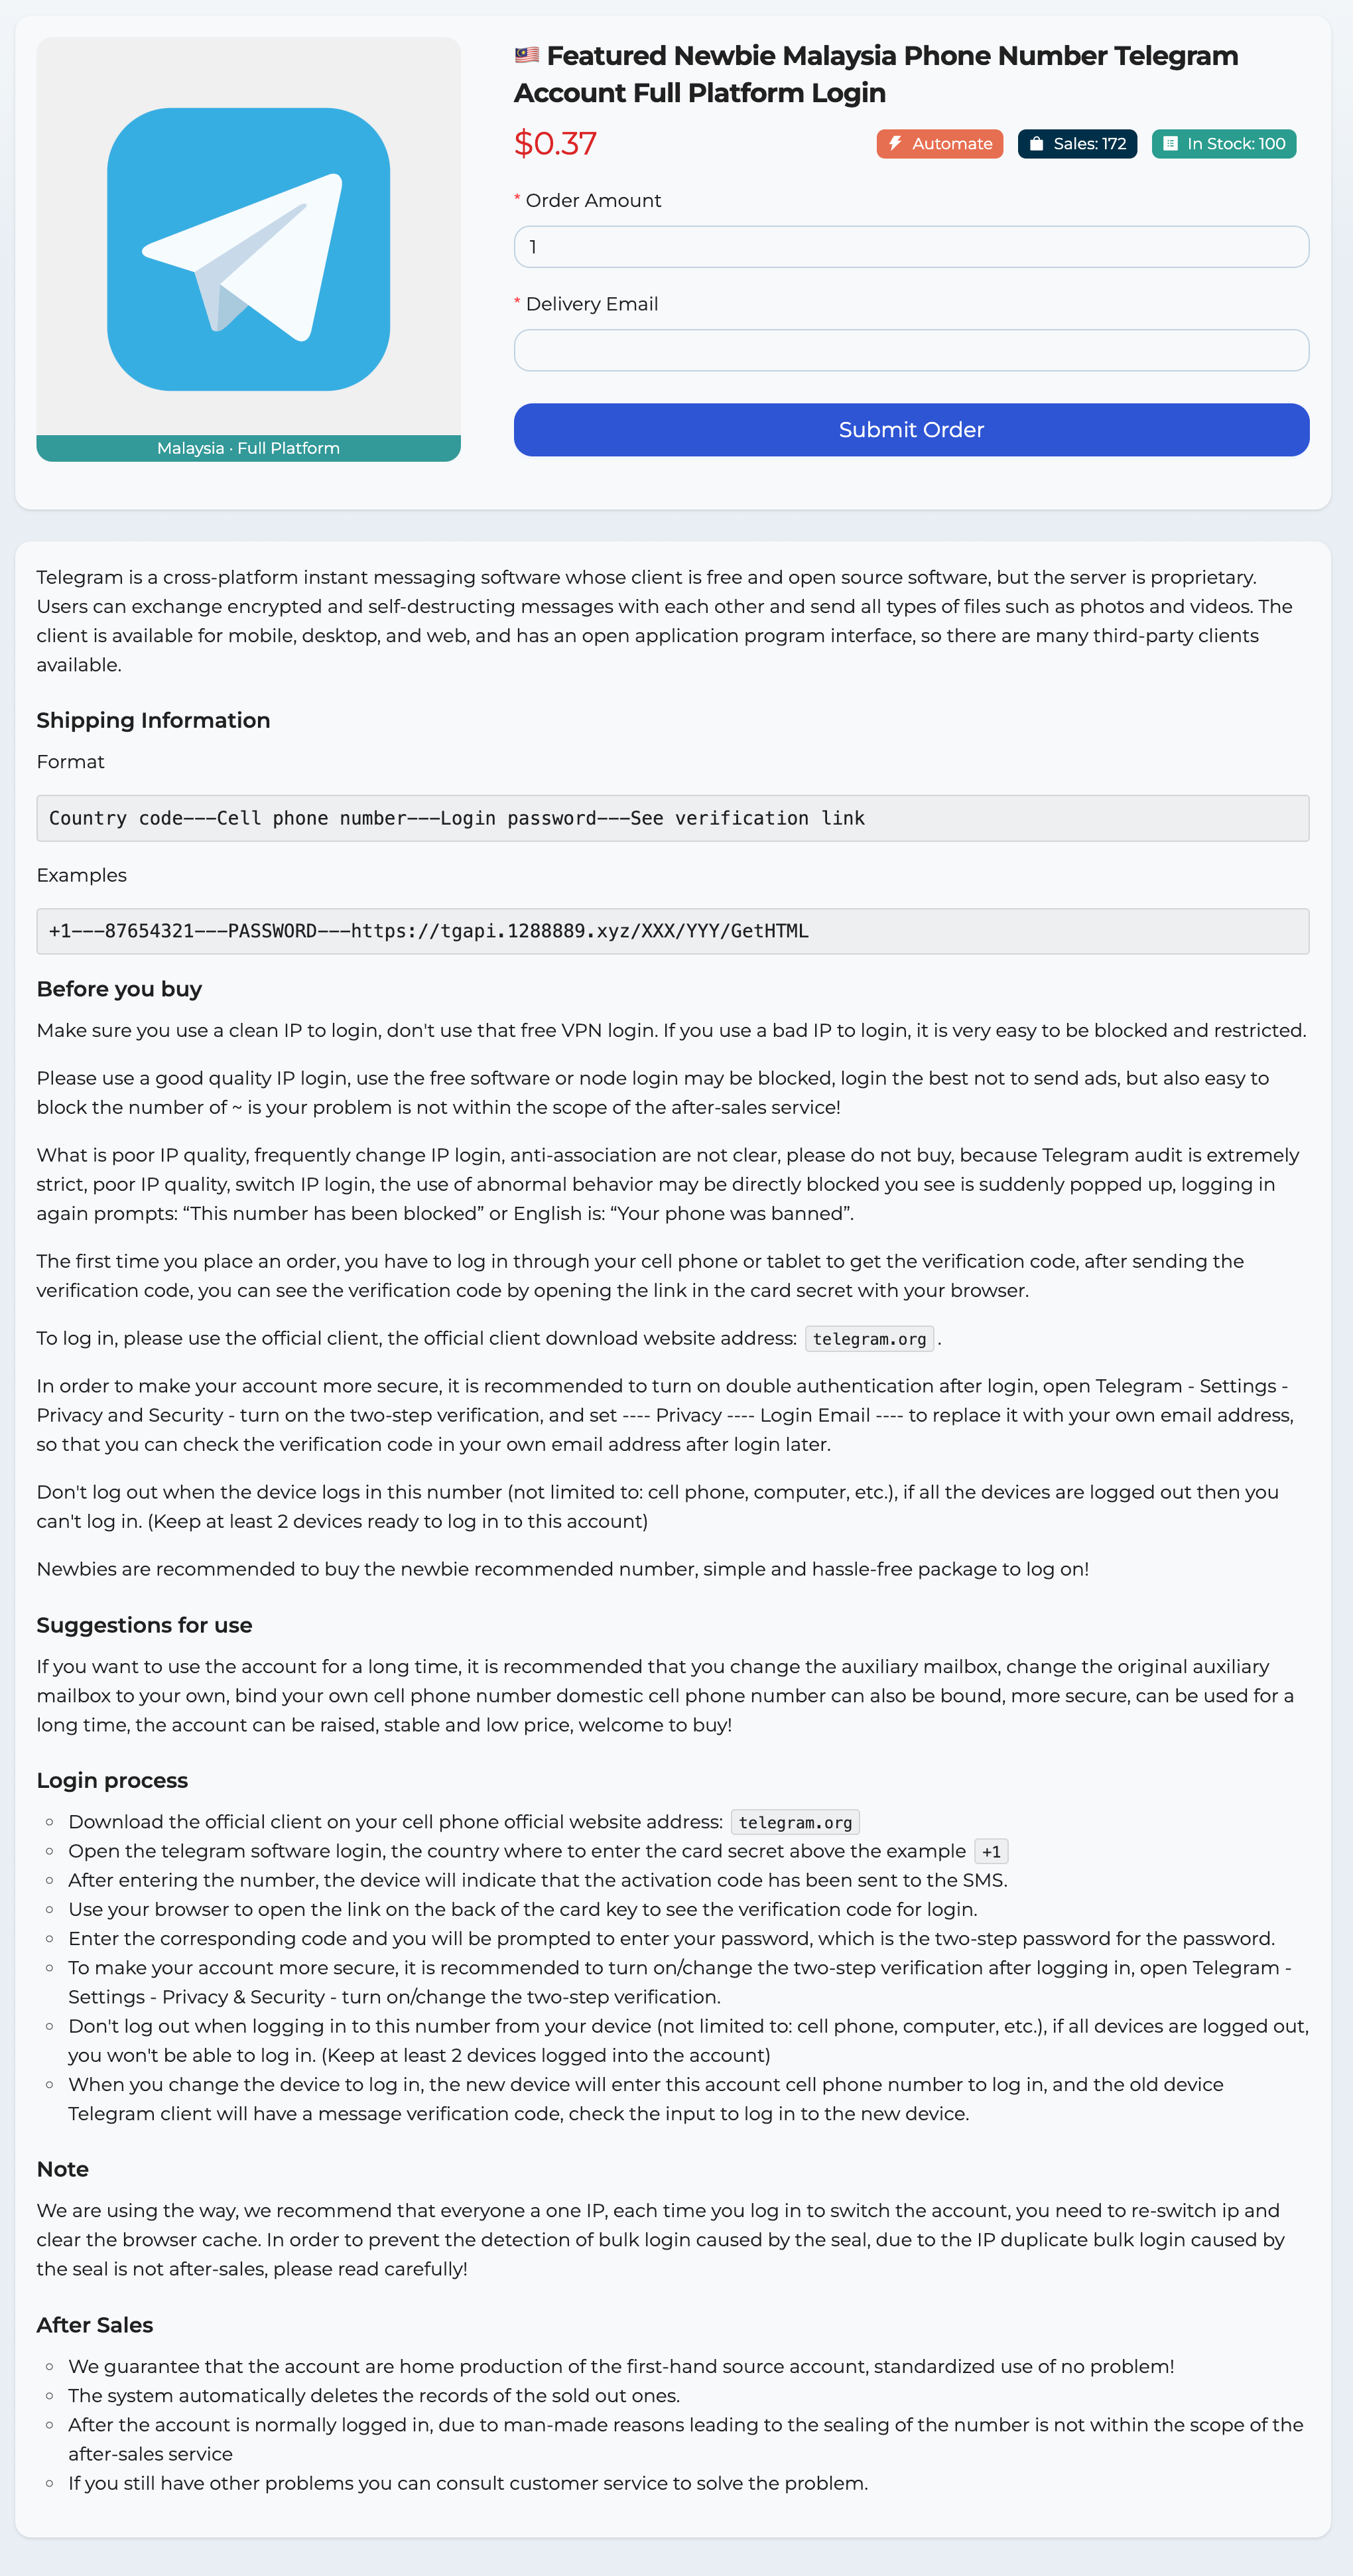 🇲🇾 Featured Newbie Malaysia Phone Number Telegram
Account Full Platform Login
$0.37
Automate
Sales: 172
In Stock: 100
* Order Amount
1
* Delivery Email
Submit Order
Malaysia · Full Platform
Telegram is a cross-platform instant messaging software whose client is free and open source software, but the server is proprietary.
Users can exchange encrypted and self-destructing messages with each other and send all types of files such as photos and videos. The
client is available for mobile, desktop, and web, and has an open application program interface, so there are many third-party clients
available.
Shipping Information
Format
Country code---Cell phone number---Login password---See verification link
Examples
+1---87654321---PASSWORD---https://tgapi.1288889.xyz/XXX/YYY/GetHTML
Before you buy
Make sure you use a clean IP to login, don't use that free VPN login. If you use a bad IP to login, it is very easy to be blocked and restricted.
Please use a good quality IP login, use the free software or node login may be blocked, login the best not to send ads, but also easy to
block the number of ~ is your problem is not within the scope of the after-sales service!
What is poor IP quality, frequently change IP login, anti-association are not clear, please do not buy, because Telegram audit is extremely
strict, poor IP quality, switch IP login, the use of abnormal behavior may be directly blocked you see is suddenly popped up, logging in
again prompts: “This number has been blocked” or English is: “Your phone was banned”.
The first time you place an order, you have to log in through your cell phone or tablet to get the verification code, after sending the
verification code, you can see the verification code by opening the link in the card secret with your browser.
To log in, please use the official client, the official client download website address: telegram.org.
In order to make your account more secure, it is recommended to turn on double authentication after login, open Telegram - Settings -
Privacy and Security - turn on the two-step verification, and set ---- Privacy ---- Login Email ---- to replace it with your own email address,
so that you can check the verification code in your own email address after login later.
Don't log out when the device logs in this number (not limited to: cell phone, computer, etc.), if all the devices are logged out then you
can't log in. (Keep at least 2 devices ready to log in to this account)
Newbies are recommended to buy the newbie recommended number, simple and hassle-free package to log on!
Suggestions for use
If you want to use the account for a long time, it is recommended that you change the auxiliary mailbox, change the original auxiliary
mailbox to your own, bind your own cell phone number domestic cell phone number can also be bound, more secure, can be used for a
long time, the account can be raised, stable and low price, welcome to buy!
Login process
◦ Download the official client on your cell phone official website address: telegram.org
◦ Open the telegram software login, the country where to enter the card secret above the example +1
◦ After entering the number, the device will indicate that the activation code has been sent to the SMS.
◦ Use your browser to open the link on the back of the card key to see the verification code for login.
◦ Enter the corresponding code and you will be prompted to enter your password, which is the two-step password for the password.
◦ To make your account more secure, it is recommended to turn on/change the two-step verification after logging in, open Telegram -
Settings - Privacy & Security - turn on/change the two-step verification.
◦ Don't log out when logging in to this number from your device (not limited to: cell phone, computer, etc.), if all devices are logged out,
you won't be able to log in. (Keep at least 2 devices logged into the account)
◦ When you change the device to log in, the new device will enter this account cell phone number to log in, and the old device
Telegram client will have a message verification code, check the input to log in to the new device.
Note
We are using the way, we recommend that everyone a one IP, each time you log in to switch the account, you need to re-switch ip and
clear the browser cache. In order to prevent the detection of bulk login caused by the seal, due to the IP duplicate bulk login caused by
the seal is not after-sales, please read carefully!
After Sales
◦ We guarantee that the account are home production of the first-hand source account, standardized use of no problem!
◦ The system automatically deletes the records of the sold out ones.
◦ After the account is normally logged in, due to man-made reasons leading to the sealing of the number is not within the scope of the
after-sales service
◦ If you still have other problems you can consult customer service to solve the problem.